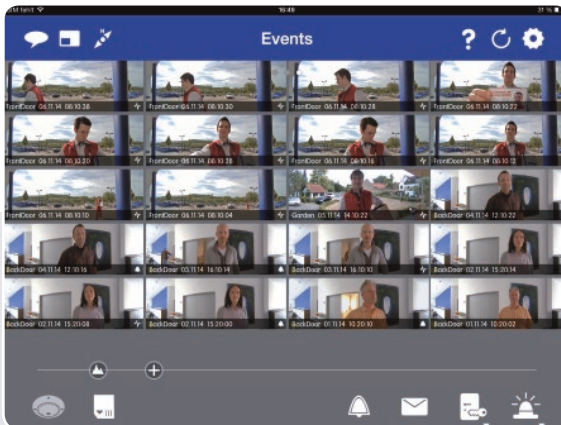 16:49
31 %
Events
?
FrontDoor 06.11.14 08:10:38
FrontDoor 06.11.14 08:10:30
FrontDoor 06.11.14 08:10:28
FrontDoor 06.11.14 08:10:22
FrontDoor 06.11.14 08:10:20
FrontDoor 06.11.14 08:10:18
FrontDoor 06.11.14 08:10:16
FrontDoor 06.11.14 08:10:12
FrontDoor 06.11.14 08:10:10
FrontDoor 06.11.14 08:10:04
Garden 05.11.14 14:10:22
BackDoor 04.11.14 12:10:22
BackDoor 04.11.14 12:10:16
BackDoor 03.11.14 16:10:14
BackDoor 03.11.14 16:10:10
BackDoor 02.11.14 15:20:14
BackDoor 02.11.14 15:20:08
BackDoor 02.11.14 15:20:00
BackDoor 01.11.14 10:20:10
BackDoor 01.11.14 10:20:02